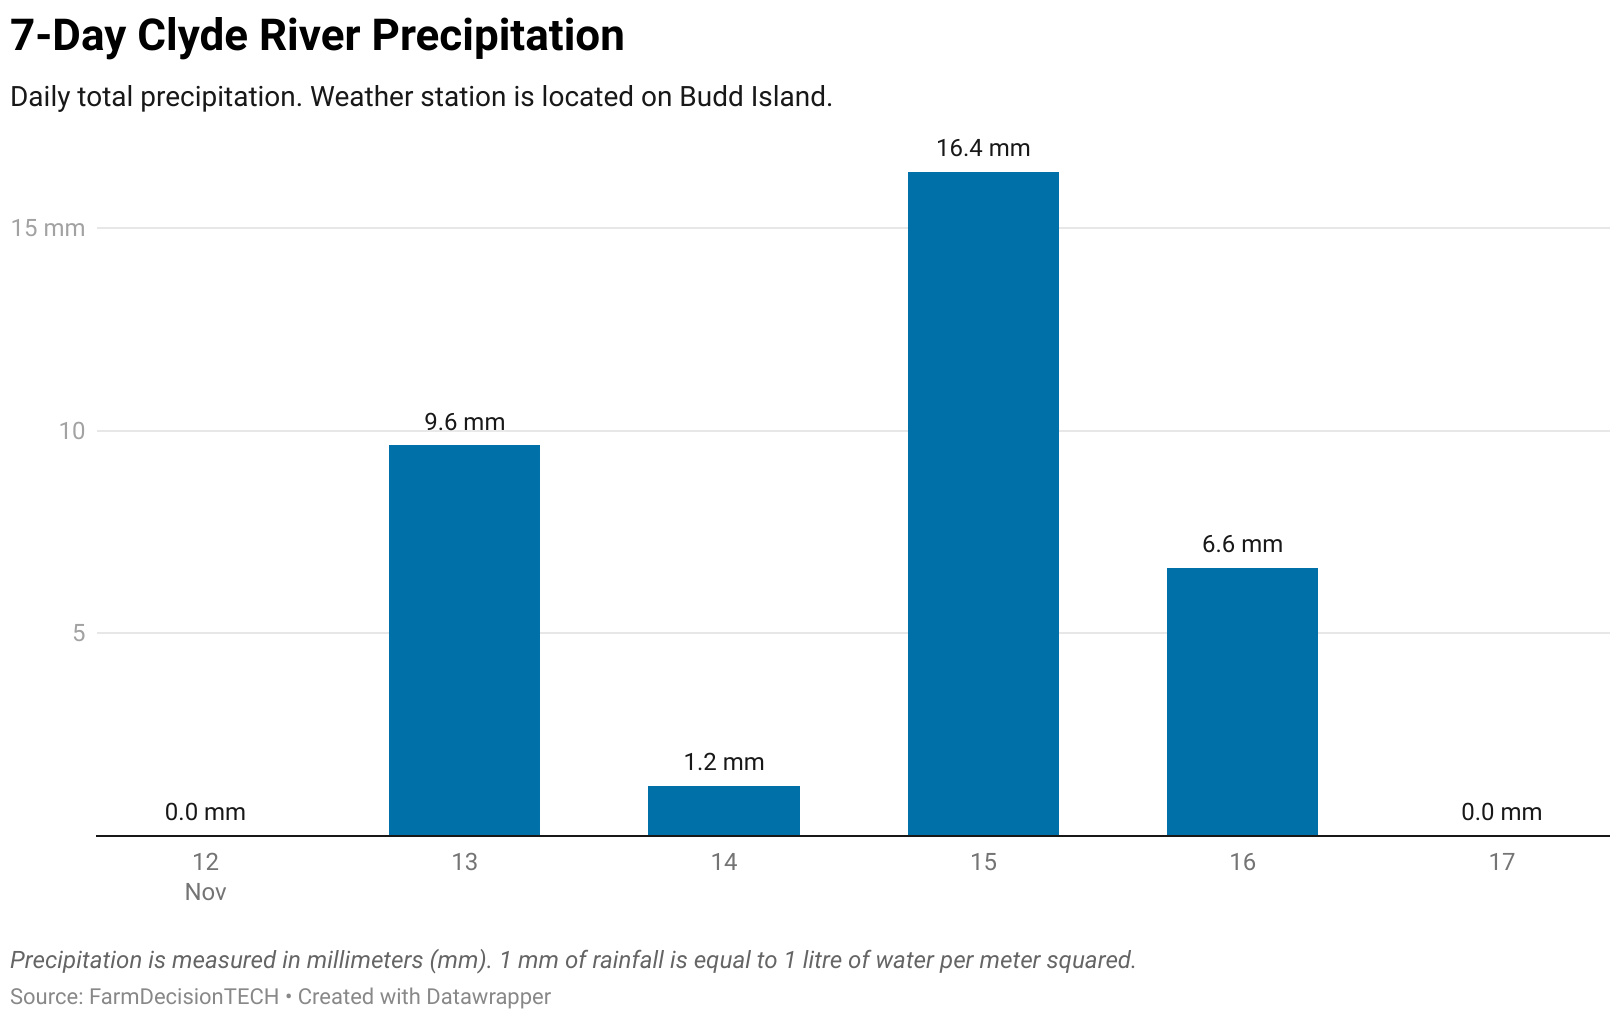 7-Day Clyde River Precipitation
Daily total precipitation. Weather station is located on Budd Island.
16.4 mm
15 mm
9.6 mm
10
6.6 mm
5
1.2 mm
0.0 mm
0.0 mm
12
13
14
15
16
17
Nov
Precipitation is measured in millimeters (mm). 1 mm of rainfall is equal to 1 litre of water per meter squared.
Source: FarmDecisionTECH • Created with Datawrapper